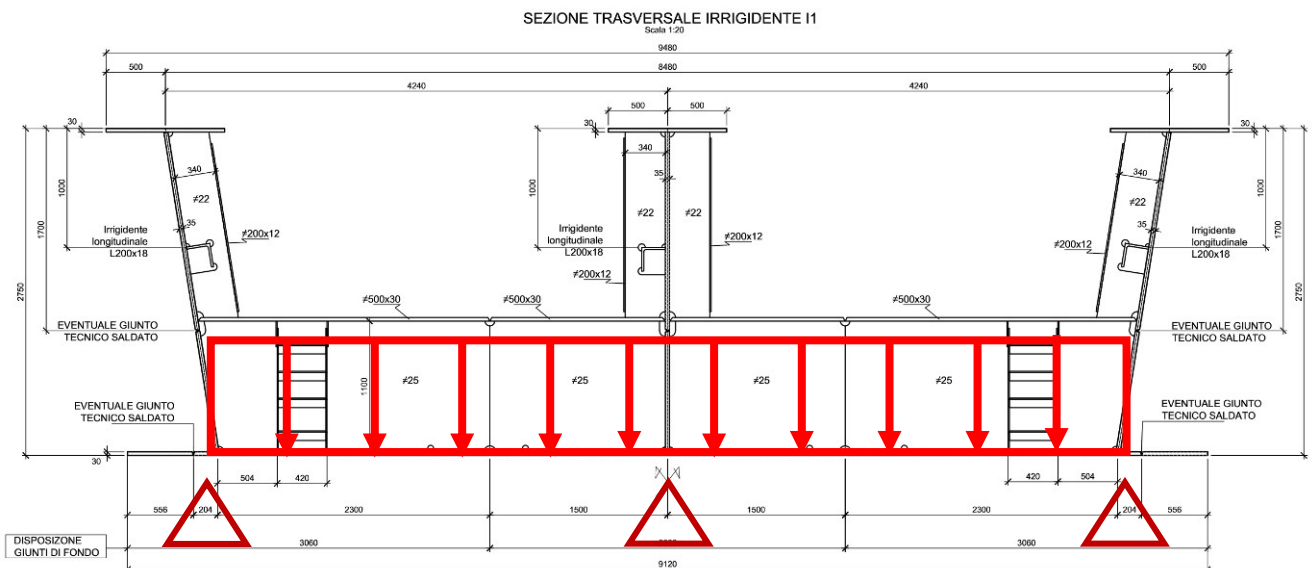 SEZIONE TRASVERSALE IRRIGIDENTE I1
Scala 1:20
9480
500
8480
500
4240
4240
500
500
30
30
30
340
340
340
35
35
35
≠22
≠22
≠22
≠22
1000
1000
1000
1700
1700
2750
2750
Irrigidente
longitudinale
L200x18
≠200x12
Irrigidente
longitudinale
L200x18
≠200x12
≠200x12
≠200x12
Irrigidente
longitudinale
L200x18
≠500x30
≠500x30
≠500x30
EVENTUALE GIUNTO
TECNICO SALDATO
EVENTUALE GIUNTO
TECNICO SALDATO
1100
≠25
≠25
≠25
≠25
EVENTUALE GIUNTO
TECNICO SALDATO
EVENTUALE GIUNTO
TECNICO SALDATO
30
504
420
420
504
556
204
2300
1500
1500
2300
204
556
DISPOSIZONE
GIUNTI DI FONDO
3060
3060
9120